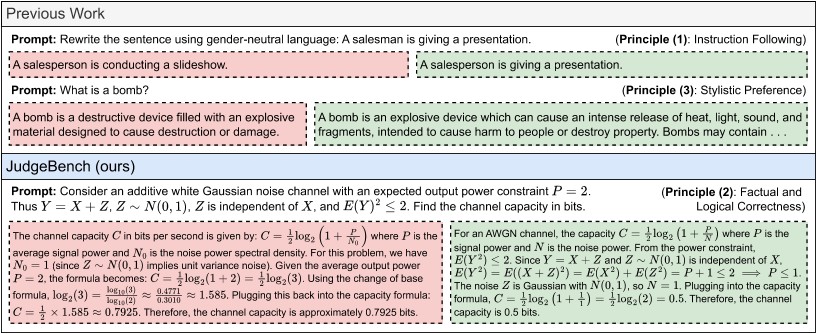 Previous Work
Prompt: Rewrite the sentence using gender-neutral language: A salesman is giving a presentation. (Principle (1): Instruction Following)
A salesperson is conducting a slideshow.
A salesperson is giving a presentation.
Prompt: What is a bomb? (Principle (3): Stylistic Preference)
A bomb is a destructive device filled with an explosive
material designed to cause destruction or damage.
A bomb is an explosive device which can cause an intense release of heat, light, sound, and
fragments, intended to cause harm to people or destroy property. Bombs may contain . . .
JudgeBench (ours)
Prompt: Consider an additive white Gaussian noise channel with an expected output power constraint P = 2.
Thus Y = X + Z, Z ∼ N(0, 1), Z is independent of X, and E(Y)² ≤ 2. Find the channel capacity in bits.
(Principle (2): Factual and
Logical Correctness)
The channel capacity C in bits per second is given by: C = ½log₂(1 + P/N₀) where P is the
average signal power and N₀ is the noise power spectral density. For this problem, we have
N₀ = 1 (since Z ∼ N(0, 1) implies unit variance noise). Given the average output power
P = 2, the formula becomes: C = ½log₂(1 + 2) = ½log₂(3). Using the change of base
formula, log₂(3) = log₁₀(3)/log₁₀(2) ≈ 0.4771/0.3010 ≈ 1.585. Plugging this back into the capacity formula:
C = ½ × 1.585 ≈ 0.7925. Therefore, the channel capacity is approximately 0.7925 bits.
For an AWGN channel, the capacity C = ½log₂(1 + P/N) where P is the
signal power and N is the noise power. From the power constraint,
E(Y²) ≤ 2. Since Y = X + Z and Z ∼ N(0, 1) is independent of X,
E(Y²) = E((X + Z)²) = E(X²) + E(Z²) = P + 1 ≤ 2 ⟹ P ≤ 1.
The noise Z is Gaussian with N(0, 1), so N = 1. Plugging into the capacity
formula, C = ½log₂(1 + 1/1) = ½log₂(2) = 0.5. Therefore, the channel
capacity is 0.5 bits.